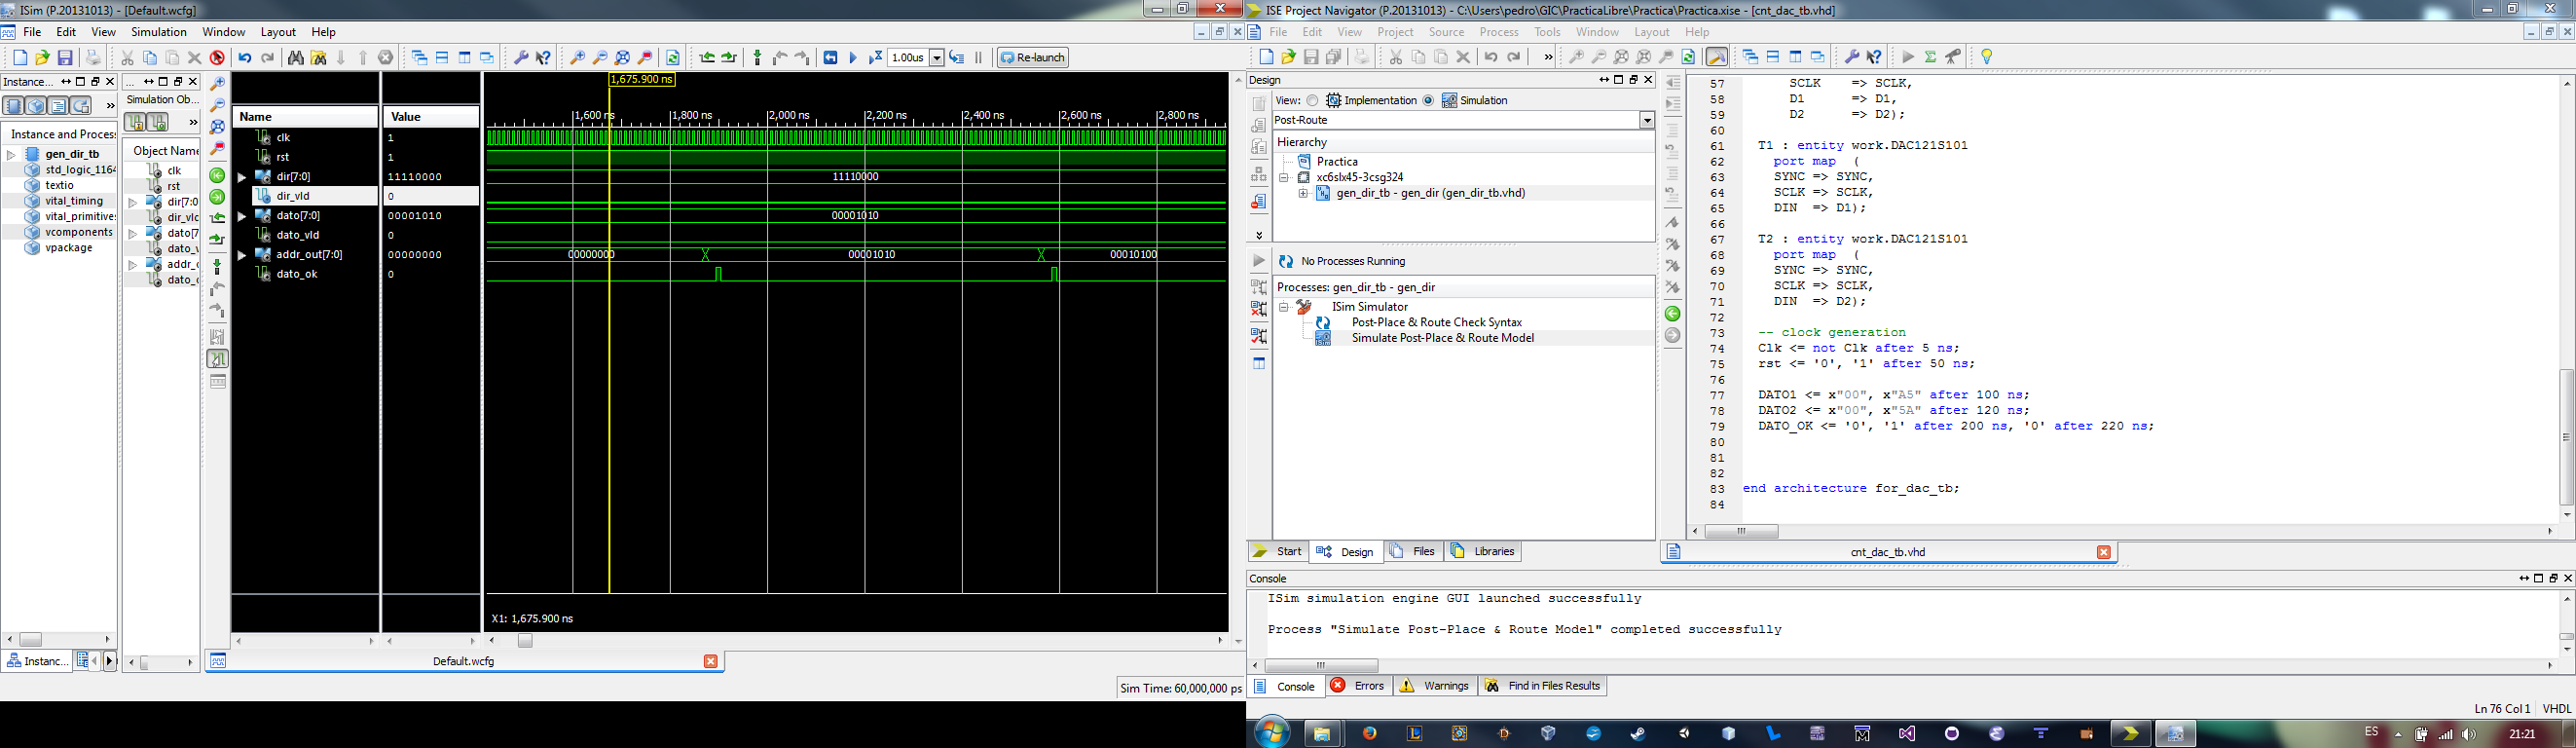 ISim (P.20131013) - [Default.wcfg]
File Edit View Simulation Window Layout Help
1.00us
Re-launch
Instance...
...
Simulation Ob...
Instance and Proces
gen_dir_tb
std_logic_1164
textio
vital_timing
vital_primitives
vcomponents
vpackage
Object Name
clk
rst
dir[7:0
dir_vld
dato[7
dato_v
addr_o
dato_o
Name Value
clk 1
rst 1
dir[7:0] 11110000
dir_vld 0
dato[7:0] 00001010
dato_vld 0
addr_out[7:0] 00000000
dato_ok 0
1,675.900 ns
1,600 ns 1,800 ns 2,000 ns 2,200 ns 2,400 ns 2,600 ns 2,800 ns
11110000
00001010
00000000 00001010 00010100
X1: 1,675.900 ns
Instanc...
Default.wcfg
Sim Time: 60,000,000 ps
ISE Project Navigator (P.20131013) - C:\Users\pedro\GIC\PracticaLibre\Practica\Practica.xise - [cnt_dac_tb.vhd]
File Edit View Project Source Process Tools Window Layout Help
Design
View: Implementation Simulation
Post-Route
Hierarchy
Practica
xc6slx45-3csg324
gen_dir_tb - gen_dir (gen_dir_tb.vhd)
No Processes Running
Processes: gen_dir_tb - gen_dir
ISim Simulator
Post-Place & Route Check Syntax
Simulate Post-Place & Route Model
Start Design Files Libraries
57 SCLK => SCLK,
58 D1 => D1,
59 D2 => D2);
60
61 T1 : entity work.DAC121S101
62 port map (
63 SYNC => SYNC,
64 SCLK => SCLK,
65 DIN => D1);
66
67 T2 : entity work.DAC121S101
68 port map (
69 SYNC => SYNC,
70 SCLK => SCLK,
71 DIN => D2);
72
73 -- clock generation
74 Clk <= not Clk after 5 ns;
75 rst <= '0', '1' after 50 ns;
76
77 DATO1 <= x"00", x"A5" after 100 ns;
78 DATO2 <= x"00", x"5A" after 120 ns;
79 DATO_OK <= '0', '1' after 200 ns, '0' after 220 ns;
80
81
82
83 end architecture for_dac_tb;
84
cnt_dac_tb.vhd
Console
ISim simulation engine GUI launched successfully
Process "Simulate Post-Place & Route Model" completed successfully
Console Errors Warnings Find in Files Results
Ln 76 Col 1 VHDL
ES 21:21